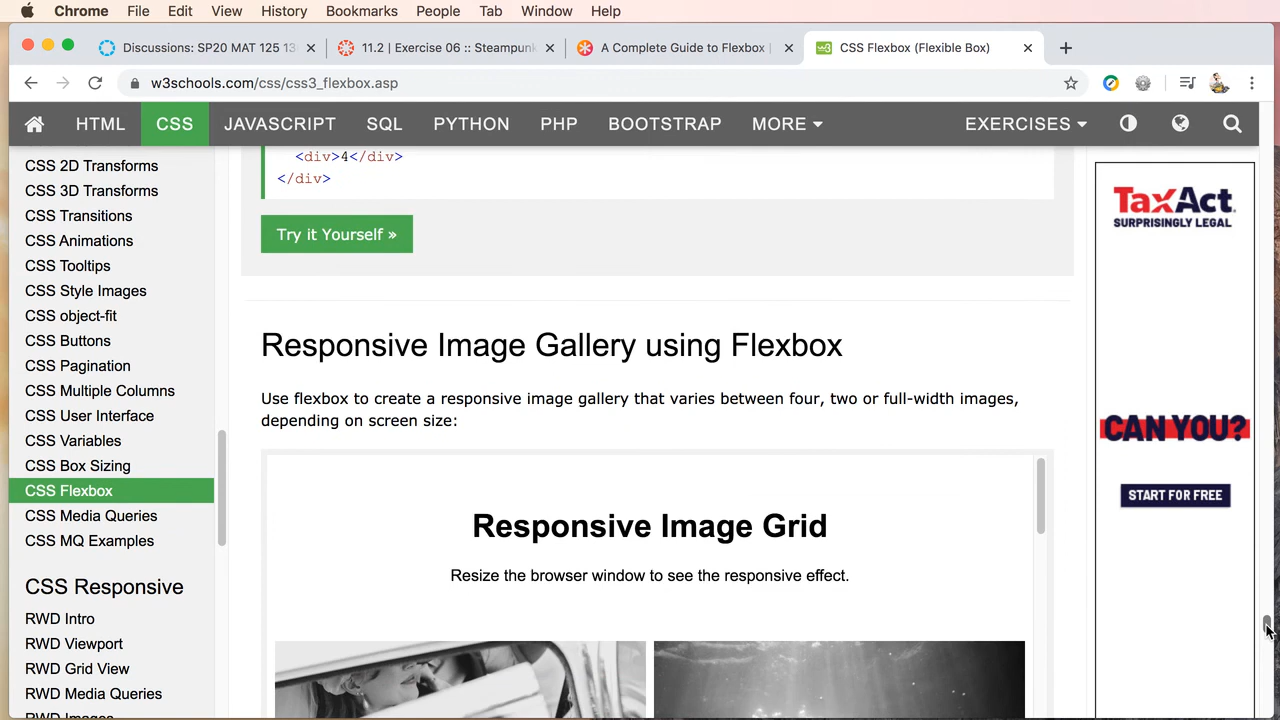 Chrome File Edit View History Bookmarks People Tab Window Help
Discussions: SP20 MAT 125 13
11.2 | Exercise 06 :: Steampunk
A Complete Guide to Flexbox |
CSS Flexbox (Flexible Box)
w3schools.com/css/css3_flexbox.asp
HTML CSS JAVASCRIPT SQL PYTHON PHP BOOTSTRAP MORE EXERCISES
CSS 2D Transforms
CSS 3D Transforms
CSS Transitions
CSS Animations
CSS Tooltips
CSS Style Images
CSS object-fit
CSS Buttons
CSS Pagination
CSS Multiple Columns
CSS User Interface
CSS Variables
CSS Box Sizing
CSS Flexbox
CSS Media Queries
CSS MQ Examples
CSS Responsive
RWD Intro
RWD Viewport
RWD Grid View
RWD Media Queries
RWD Images
<div>4</div>
</div>
Try it Yourself »
Responsive Image Gallery using Flexbox
Use flexbox to create a responsive image gallery that varies between four, two or full-width images,
depending on screen size:
Responsive Image Grid
Resize the browser window to see the responsive effect.
TaxAct.
SURPRISINGLY LEGAL
CAN YOU?
START FOR FREE